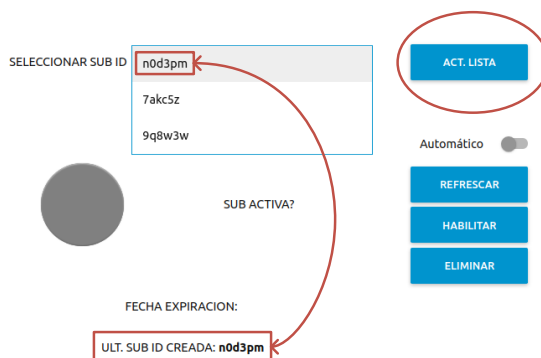 SELECCIONAR SUB ID
n0d3pm
7akc5z
9q8w3w
ACT. LISTA
Automático
REFRESCAR
HABILITAR
ELIMINAR
SUB ACTIVA?
FECHA EXPIRACION:
ULT. SUB ID CREADA: n0d3pm